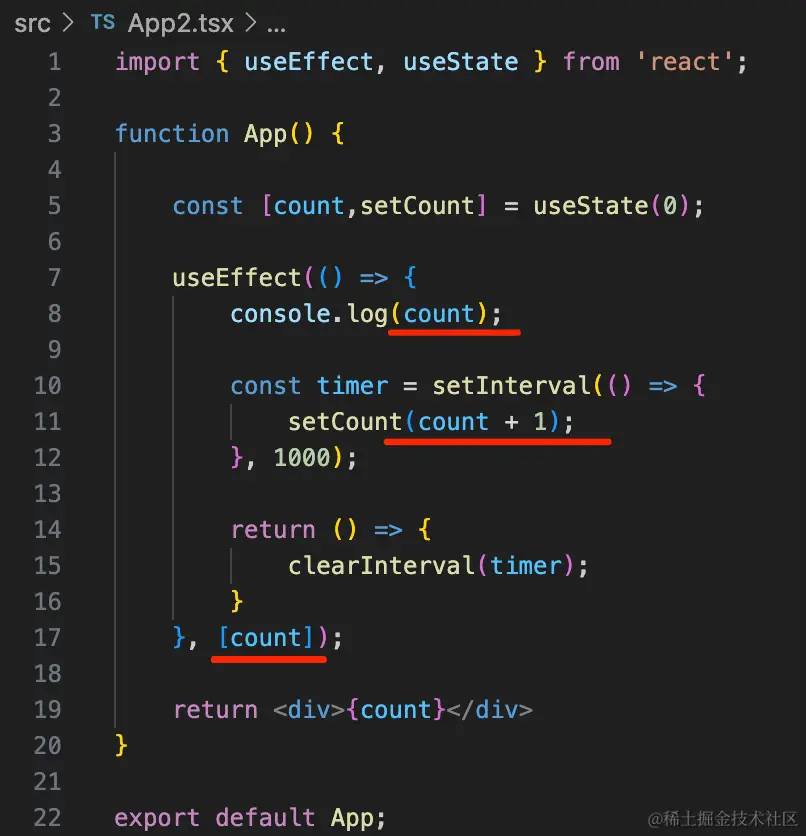 src > TS App2.tsx > ...
1 import { useEffect, useState } from 'react';
2
3 function App() {
4
5     const [count,setCount] = useState(0);
6
7     useEffect(() => {
8         console.log(count);
9
10         const timer = setInterval(() => {
11             setCount(count + 1);
12         }, 1000);
13
14         return () => {
15             clearInterval(timer);
16         }
17     }, [count]);
18
19     return <div>{count}</div>
20 }
21
22 export default App;
@稀土掘金技术社区